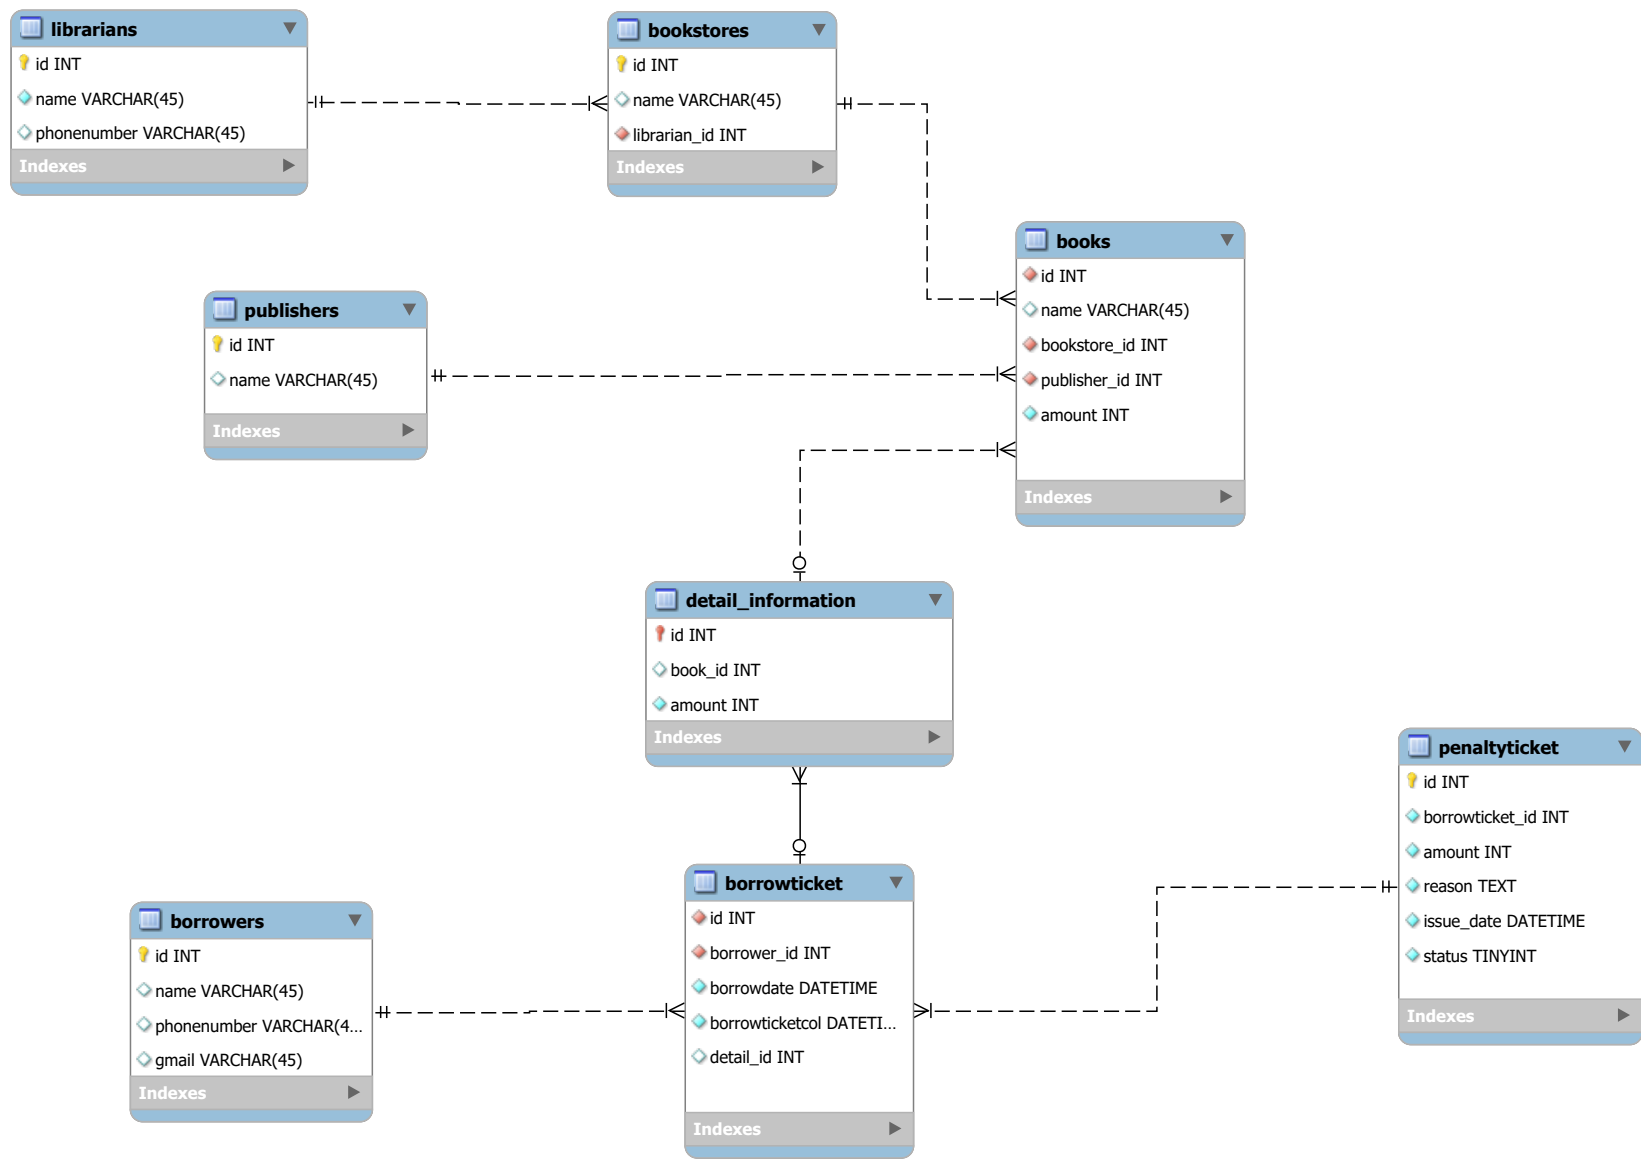 librarians
id INT
name VARCHAR(45)
phonenumber VARCHAR(45)
Indexes
bookstores
id INT
name VARCHAR(45)
librarian_id INT
Indexes
books
id INT
name VARCHAR(45)
bookstore_id INT
publisher_id INT
amount INT
Indexes
publishers
id INT
name VARCHAR(45)
Indexes
detail_information
id INT
book_id INT
amount INT
Indexes
penaltyticket
id INT
borrowticket_id INT
amount INT
reason TEXT
issue_date DATETIME
status TINYINT
Indexes
borrowticket
id INT
borrower_id INT
borrowdate DATETIME
borrowticketcol DATETI...
detail_id INT
Indexes
borrowers
id INT
name VARCHAR(45)
phonenumber VARCHAR(4...
gmail VARCHAR(45)
Indexes